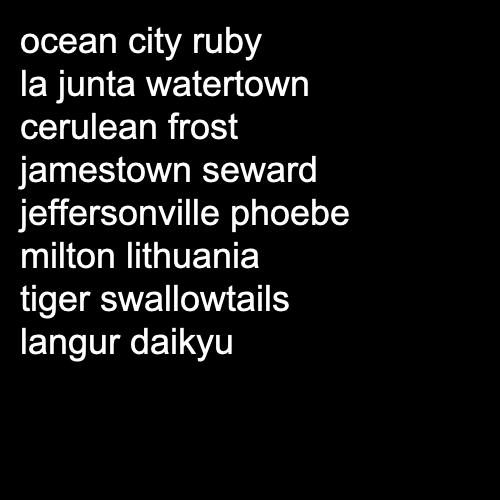 ocean city ruby
la junta watertown
cerulean frost
jamestown seward
jeffersonville phoebe
milton lithuania
tiger swallowtails
langur daikyu